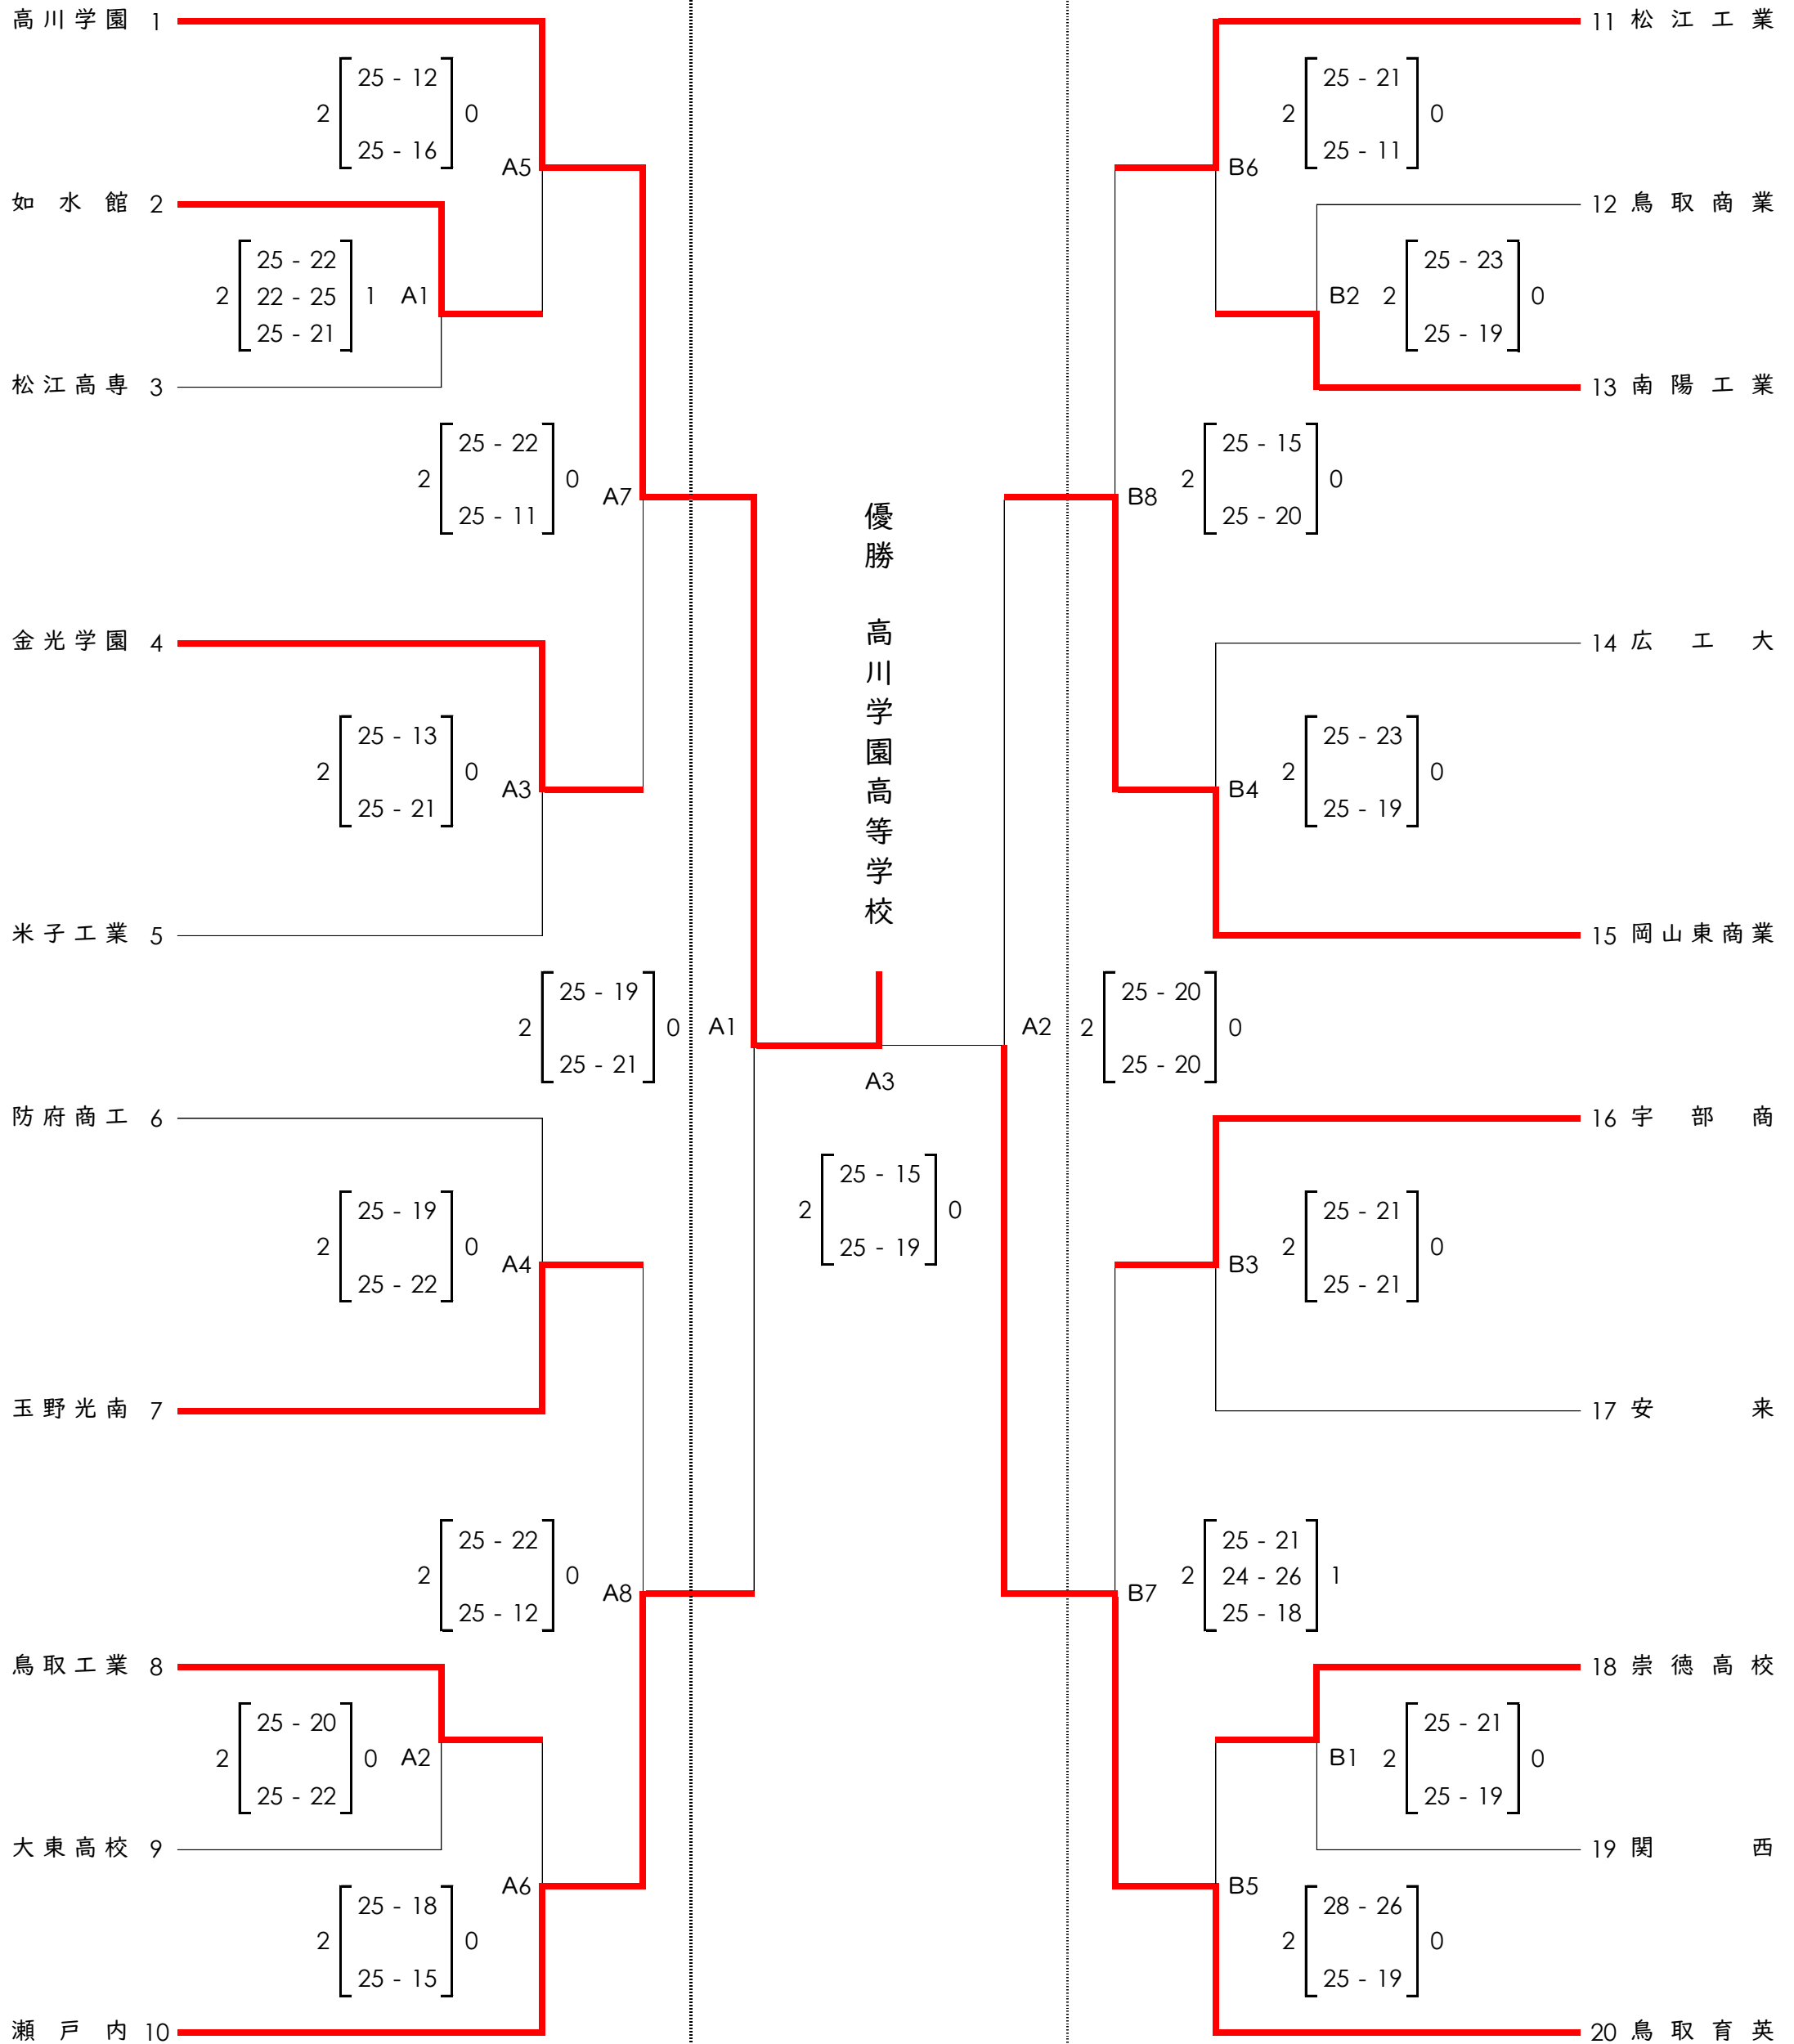 高川学園 1
2 25 - 12 0
25 - 16
A5
如水館 2
2 25 - 22 1
22 - 25
25 - 21
A1
松江高専 3
2 25 - 22 0
25 - 11
A7
金光学園 4
2 25 - 13 0
25 - 21
A3
米子工業 5
2 25 - 19 0
25 - 21
A1
防府商工 6
2 25 - 19 0
25 - 22
A4
玉野光南 7
2 25 - 22 0
25 - 12
A8
鳥取工業 8
2 25 - 20 0
25 - 22
A2
大東高校 9
A6
2 25 - 18 0
25 - 15
瀬戸内 10
優勝 高川学園高等学校
A3
2 25 - 15 0
25 - 19
11 松江工業
2 25 - 21 0
25 - 11
B6
12 鳥取商業
B2
2 25 - 23 0
25 - 19
13 南陽工業
B8
2 25 - 15 0
25 - 20
14 広工大
B4
2 25 - 23 0
25 - 19
15 岡山東商業
A2
2 25 - 20 0
25 - 20
16 宇部商
B3
2 25 - 21 0
25 - 21
17 安来
B7
2 25 - 21 1
24 - 26
25 - 18
18 崇徳高校
B1
2 25 - 21 0
25 - 19
19 関西
B5
2 28 - 26 0
25 - 19
20 鳥取育英